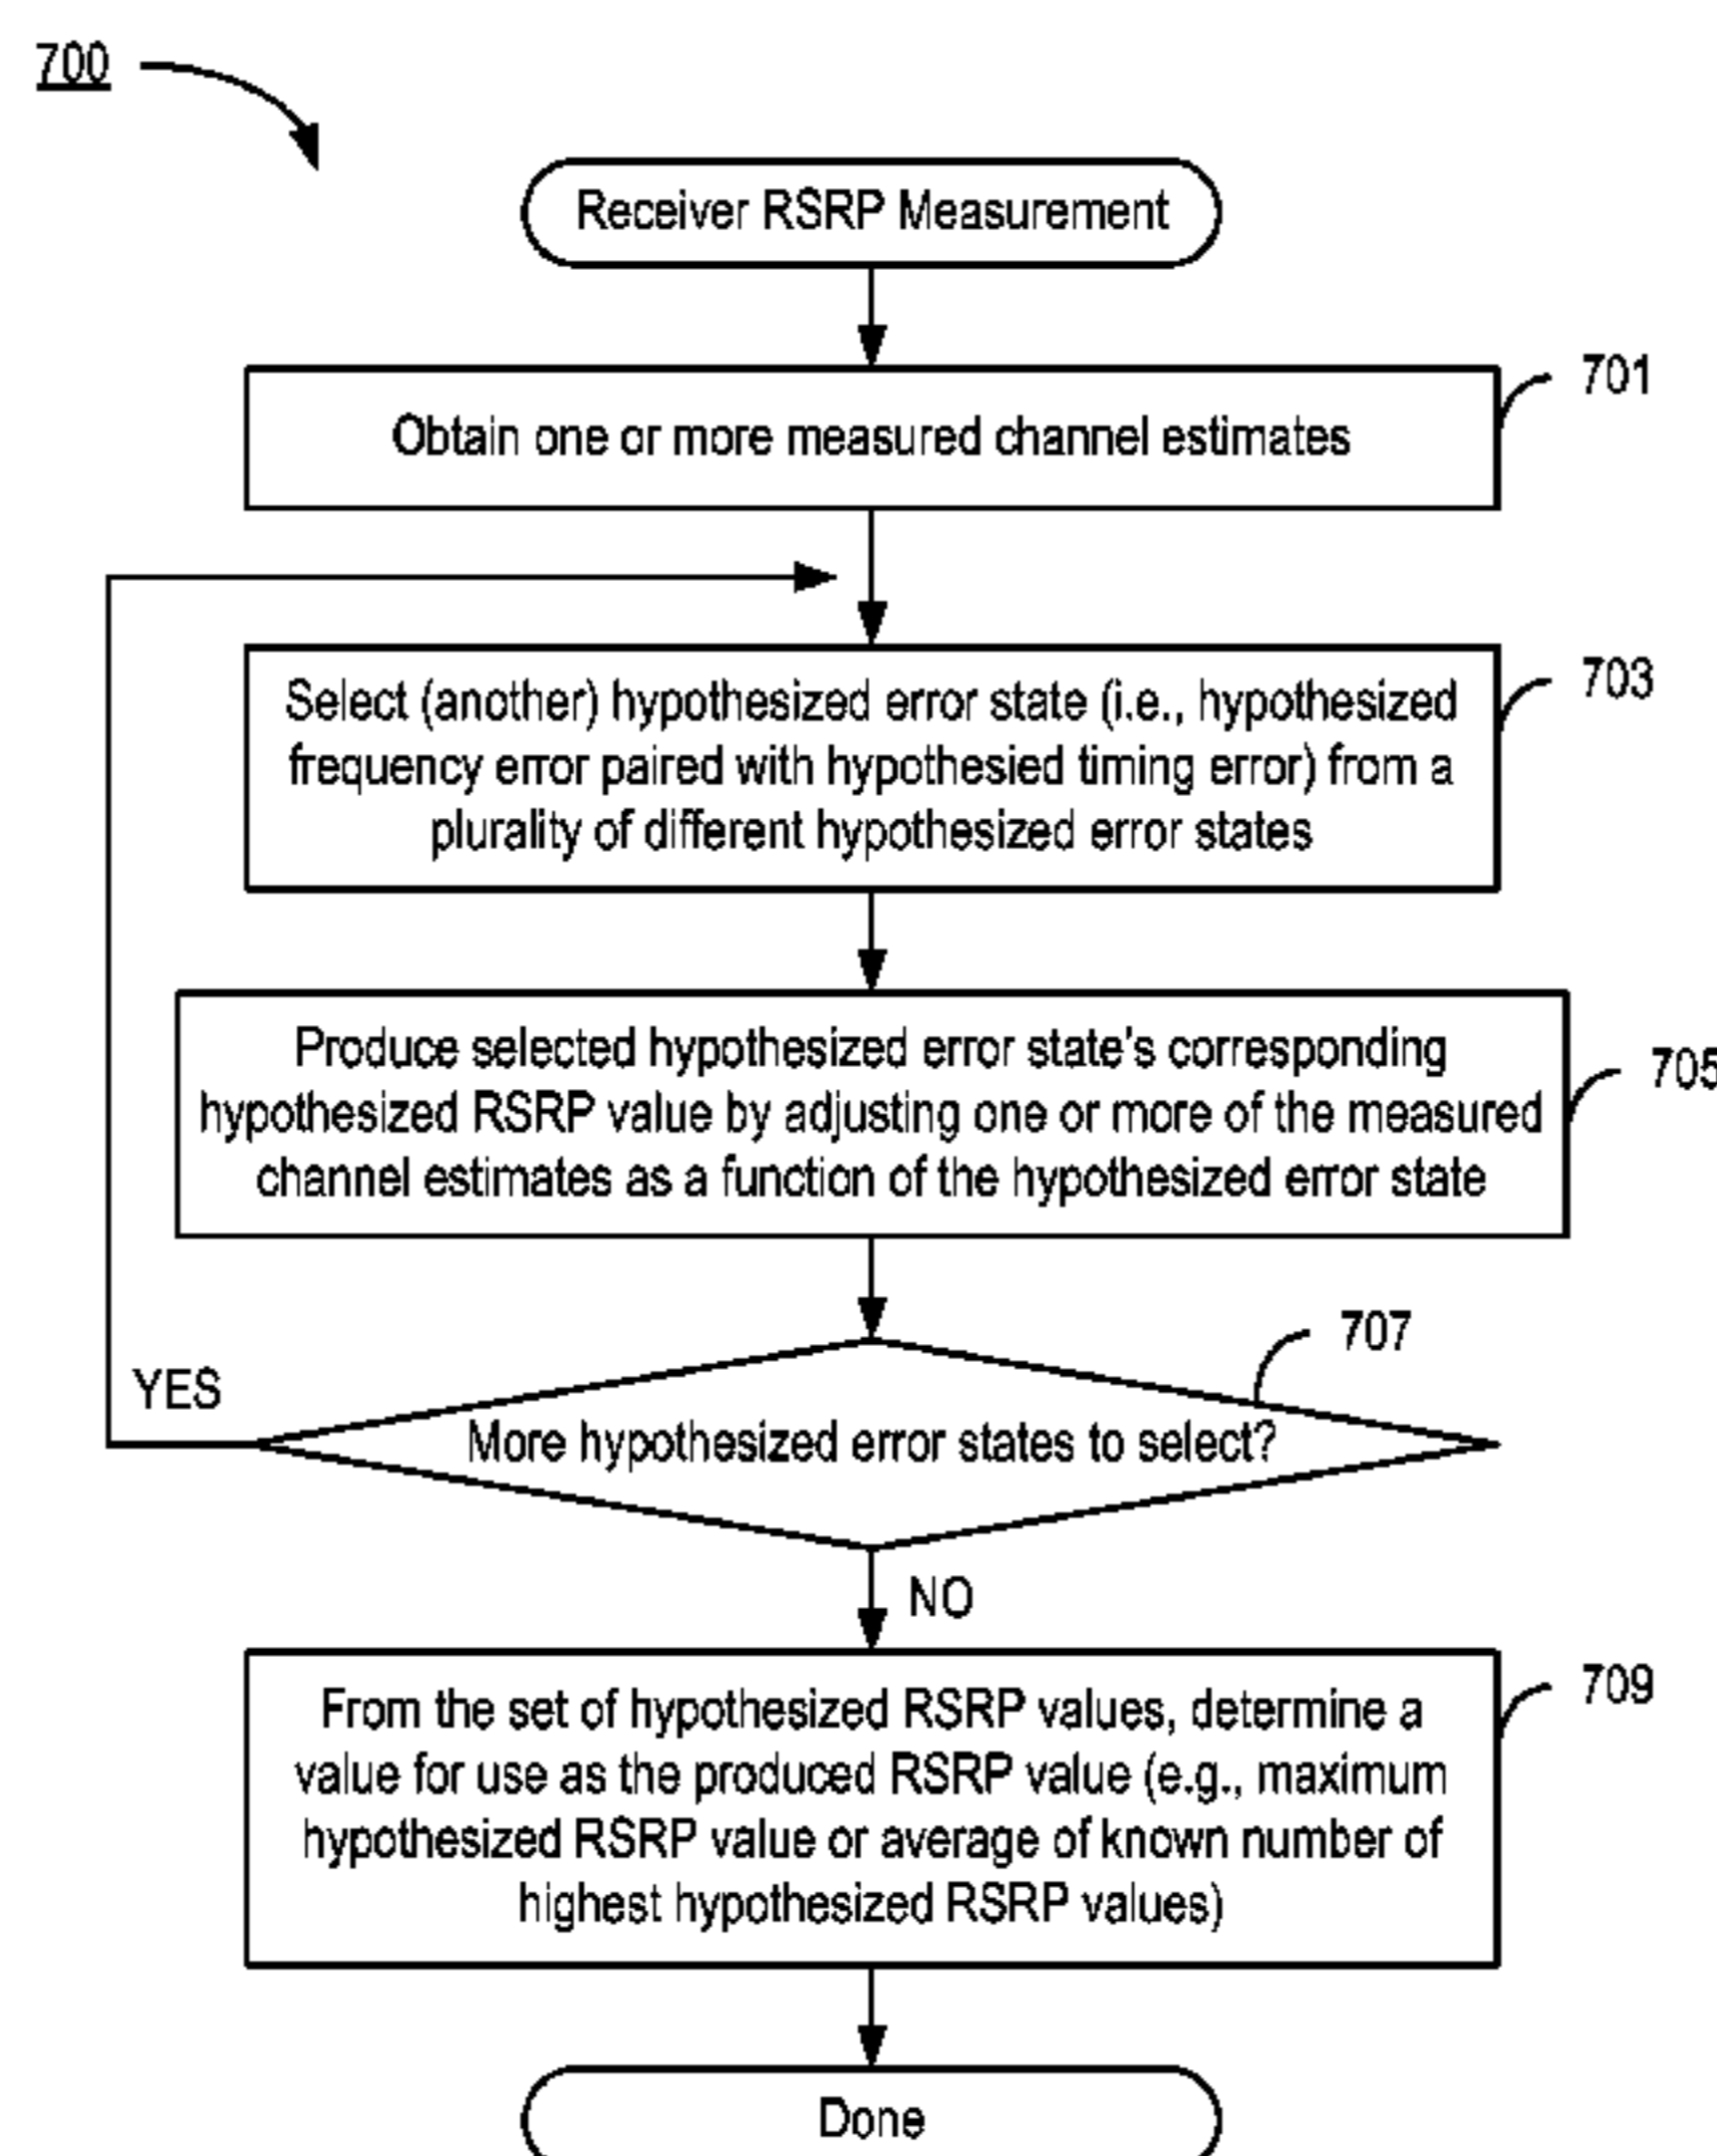 700
Receiver RSRP Measurement
701
Obtain one or more measured channel estimates
703
Select (another) hypothesized error state (i.e., hypothesized
frequency error paired with hypothesied timing error) from a
plurality of different hypothesized error states
705
Produce selected hypothesized error state's corresponding
hypothesized RSRP value by adjusting one or more of the measured
channel estimates as a function of the hypothesized error state
707
YES
More hypothesized error states to select?
NO
709
From the set of hypothesized RSRP values, determine a
value for use as the produced RSRP value (e.g., maximum
hypothesized RSRP value or average of known number of
highest hypothesized RSRP values)
Done